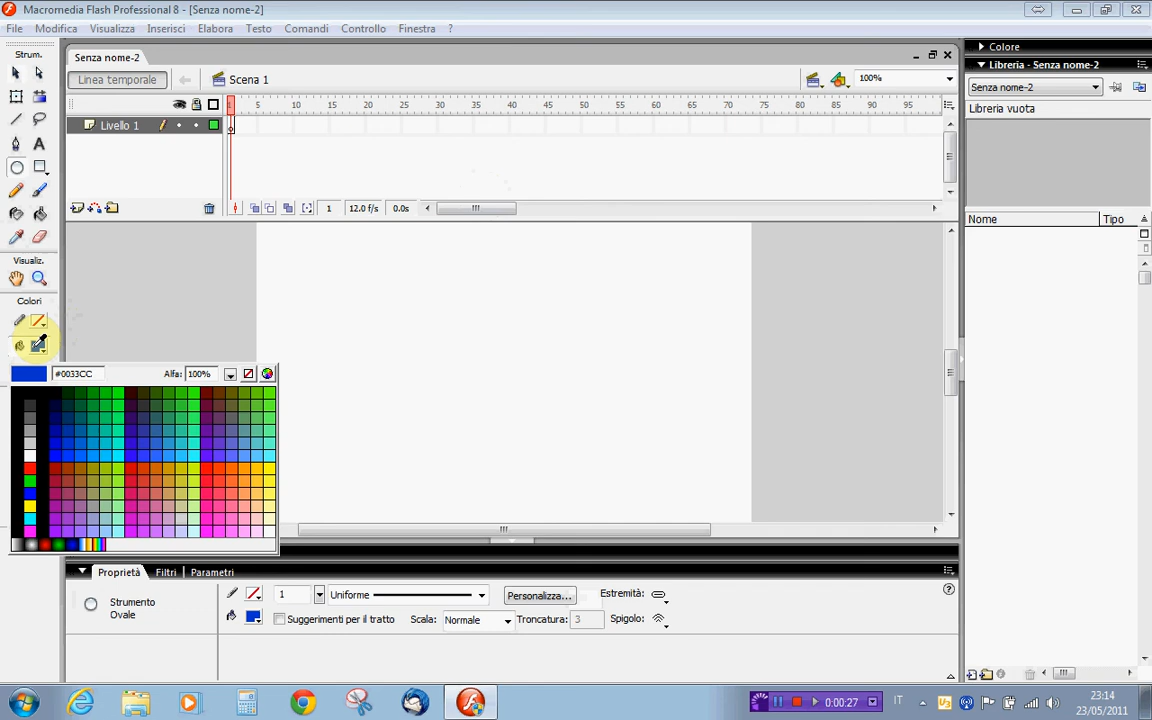 Macromedia Flash Professional 8 - [Senza nome-2]
File Modifica Visualizza Inserisci Elabora Testo Comandi Controllo Finestra ?
Strum.
Senza nome-2
Linea temporale Scena 1 100%
1 5 10 15 20 25 30 35 40 45 50 55 60 65 70 75 80 85 90 95
Livello 1
1 12.0 f/s 0.0s
Visualiz.
Colori
#0033CC Alfa: 100%
Colore
Libreria - Senza nome-2
Senza nome-2
Libreria vuota
Nome Tipo
Proprietà Filtri Parametri
Strumento
Ovale
1 Uniforme Personalizza... Estremità:
Suggerimenti per il tratto Scala: Normale Troncatura: 3 Spigolo:
0:00:27 IT 23:14
23/05/2011